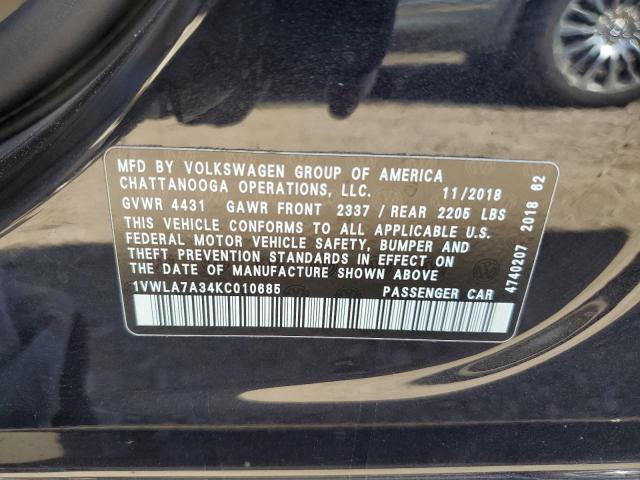 MFD BY VOLKSWAGEN GROUP OF AMERICA
CHATTANOOGA OPERATIONS, LLC. 11/2018
GVWR 4431 GAWR FRONT 2337 / REAR 2205 LBS
THIS VEHICLE CONFORMS TO ALL APPLICABLE U.S.
FEDERAL MOTOR VEHICLE SAFETY, BUMPER AND
THEFT PREVENTION STANDARDS IN EFFECT ON
THE DATE OF MANUFACTURE SHOWN ABOVE.
1VWLA7A34KC010685 PASSENGER CAR
4740207 2018 62